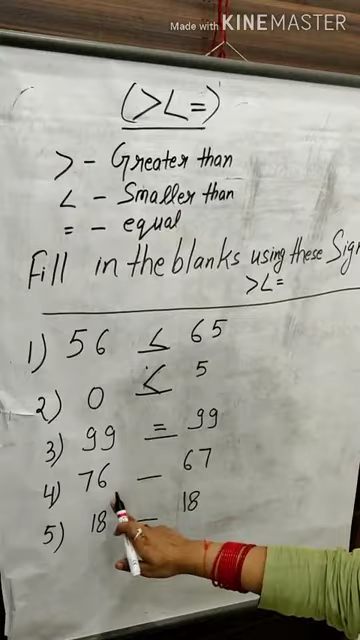 Made with KINEMASTER
(><=)
> - Greater than
< - Smaller than
= - equal
Fill in the blanks using these Sign
><=
1) 56 < 65
2) 0 < 5
3) 99 = 99
4) 76 _ 67
5) 18 _ 18